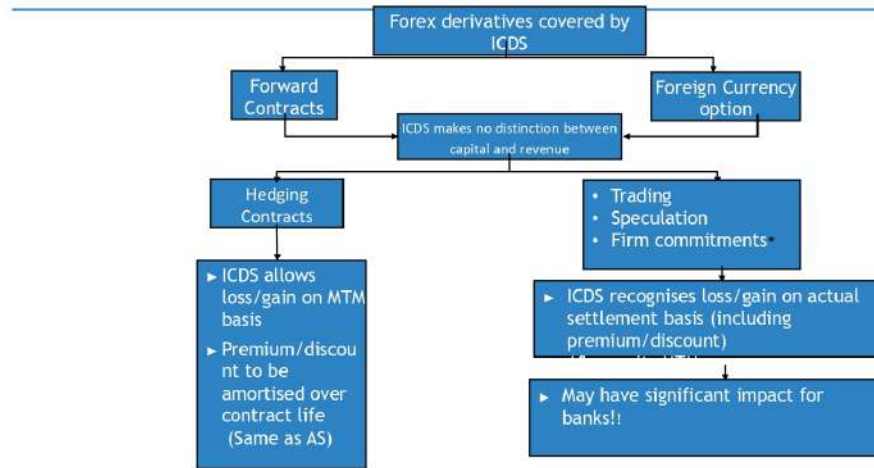 Forex derivatives covered by
ICDS
Forward
Contracts
Foreign Currency
option
ICDS makes no distinction between
capital and revenue
Hedging
Contracts
• Trading
• Speculation
• Firm commitments*
► ICDS allows
loss/gain on MTM
basis
► Premium/discou
nt to be
amortised over
contract life
(Same as AS)
► ICDS recognises loss/gain on actual
settlement basis (including
premium/discount)
► May have significant impact for
banks!!